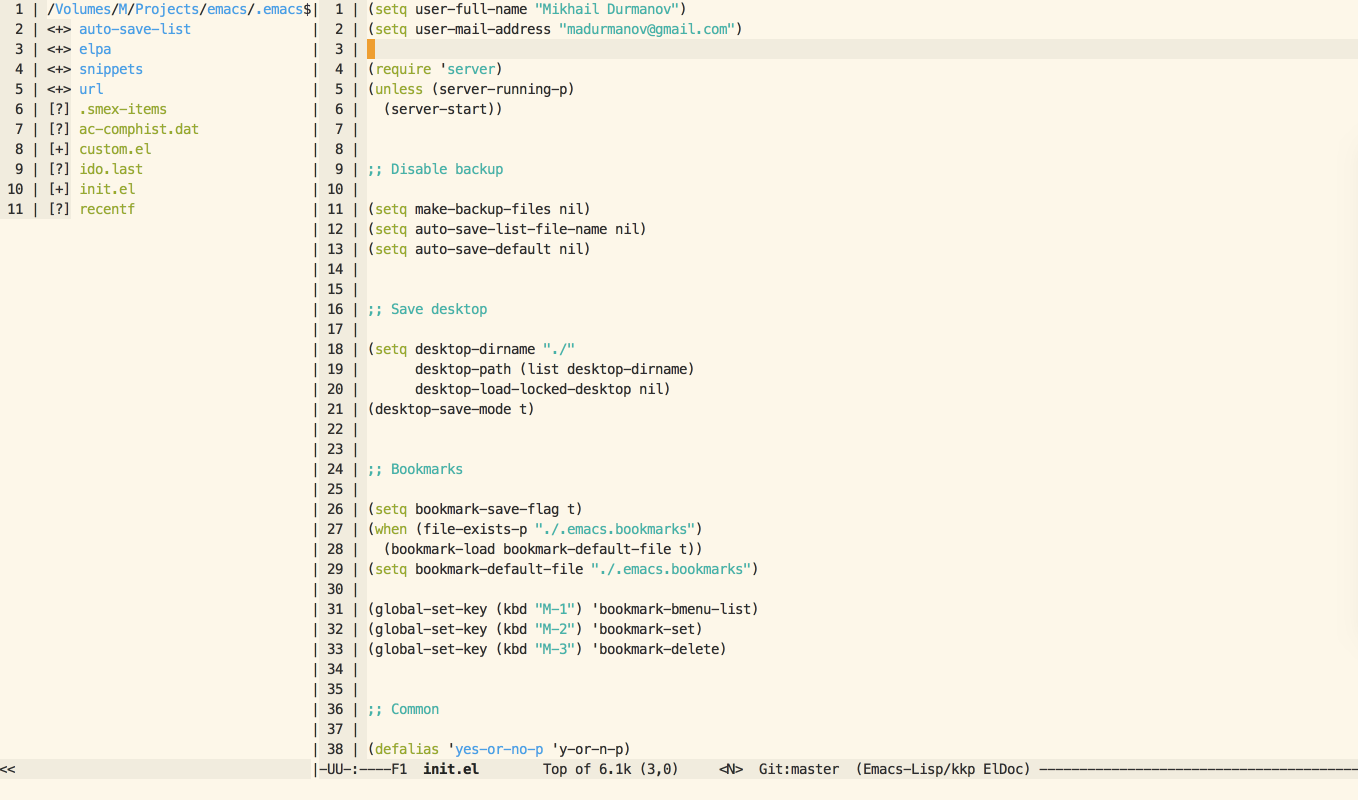 1 | /Volumes/M/Projects/emacs/.emacs$
2 | <+> auto-save-list
3 | <+> elpa
4 | <+> snippets
5 | <+> url
6 | [?] .smex-items
7 | [?] ac-comphist.dat
8 | [+] custom.el
9 | [?] ido.last
10 | [+] init.el
11 | [?] recentf
<<
| 1 | (setq user-full-name "Mikhail Durmanov")
| 2 | (setq user-mail-address "madurmanov@gmail.com")
| 3 |
| 4 | (require 'server)
| 5 | (unless (server-running-p)
| 6 |   (server-start))
| 7 |
| 8 |
| 9 | ;; Disable backup
| 10 |
| 11 | (setq make-backup-files nil)
| 12 | (setq auto-save-list-file-name nil)
| 13 | (setq auto-save-default nil)
| 14 |
| 15 |
| 16 | ;; Save desktop
| 17 |
| 18 | (setq desktop-dirname "./"
| 19 |       desktop-path (list desktop-dirname)
| 20 |       desktop-load-locked-desktop nil)
| 21 | (desktop-save-mode t)
| 22 |
| 23 |
| 24 | ;; Bookmarks
| 25 |
| 26 | (setq bookmark-save-flag t)
| 27 | (when (file-exists-p "./.emacs.bookmarks")
| 28 |   (bookmark-load bookmark-default-file t))
| 29 | (setq bookmark-default-file "./.emacs.bookmarks")
| 30 |
| 31 | (global-set-key (kbd "M-1") 'bookmark-bmenu-list)
| 32 | (global-set-key (kbd "M-2") 'bookmark-set)
| 33 | (global-set-key (kbd "M-3") 'bookmark-delete)
| 34 |
| 35 |
| 36 | ;; Common
| 37 |
| 38 | (defalias 'yes-or-no-p 'y-or-n-p)
|-UU-:----F1  init.el        Top of 6.1k (3,0)     <N>  Git:master  (Emacs-Lisp/kkp ElDoc) ----------------------------------------